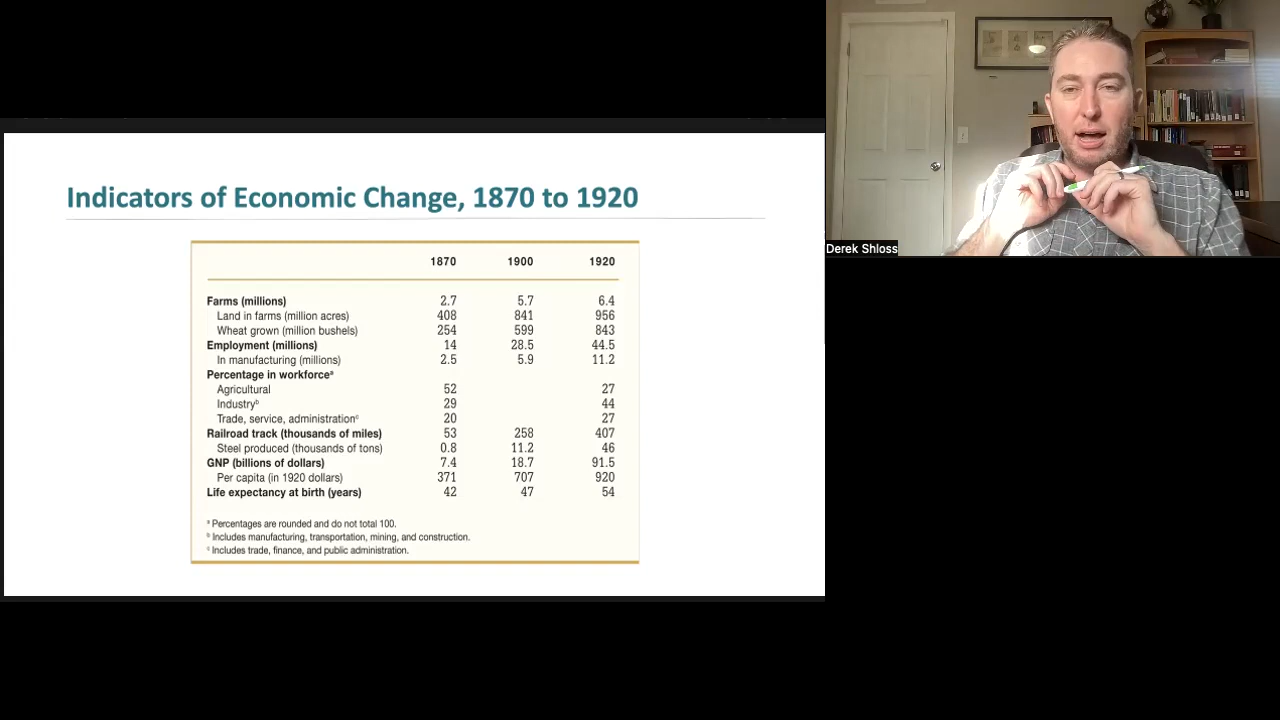 Indicators of Economic Change, 1870 to 1920
1870 1900 1920
Farms (millions) 2.7 5.7 6.4
Land in farms (million acres) 408 841 956
Wheat grown (million bushels) 254 599 843
Employment (millions) 14 28.5 44.5
In manufacturing (millions) 2.5 5.9 11.2
Percentage in workforceᵃ
Agricultural 52 27
Industryᵇ 29 44
Trade, service, administrationᶜ 20 27
Railroad track (thousands of miles) 53 258 407
Steel produced (thousands of tons) 0.8 11.2 46
GNP (billions of dollars) 7.4 18.7 91.5
Per capita (in 1920 dollars) 371 707 920
Life expectancy at birth (years) 42 47 54
ᵃ Percentages are rounded and do not total 100.
ᵇ Includes manufacturing, transportation, mining, and construction.
ᶜ Includes trade, finance, and public administration.
Derek Shloss